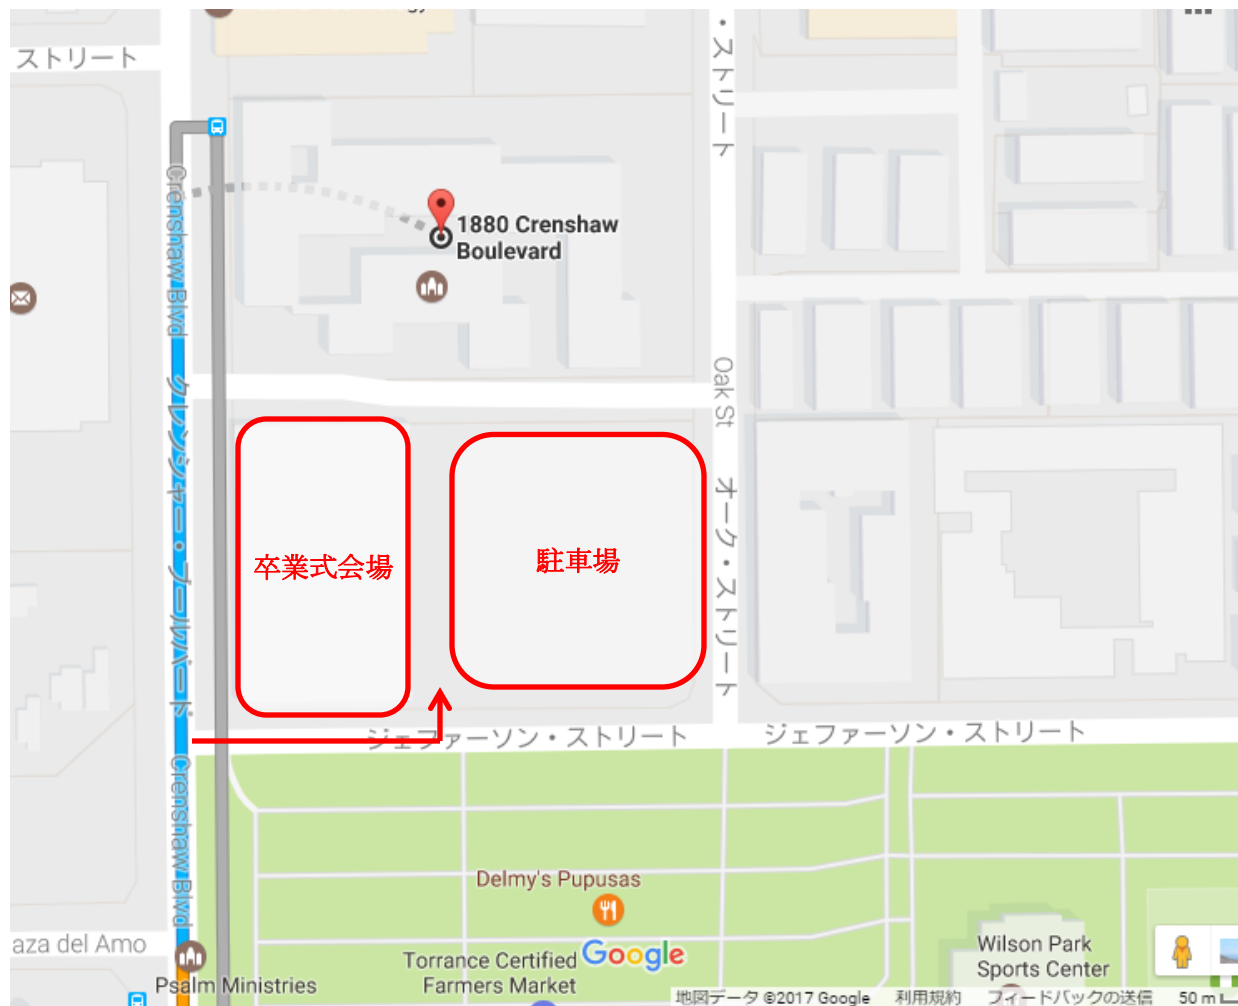 ストリート
・ストリート
Crenshaw Blvd
1880 Crenshaw
Boulevard
クレンショー・ブールバード
Oak St
オーク・ストリート
卒業式会場
駐車場
ジェファーソン・ストリート
ジェファーソン・ストリート
Crenshaw Blvd
Delmy's Pupusas
aza del Amo
Psalm Ministries
Torrance Certified
Farmers Market
Google
Wilson Park
Sports Center
地図データ ©2017 Google 利用規約 フィードバックの送信 50 m